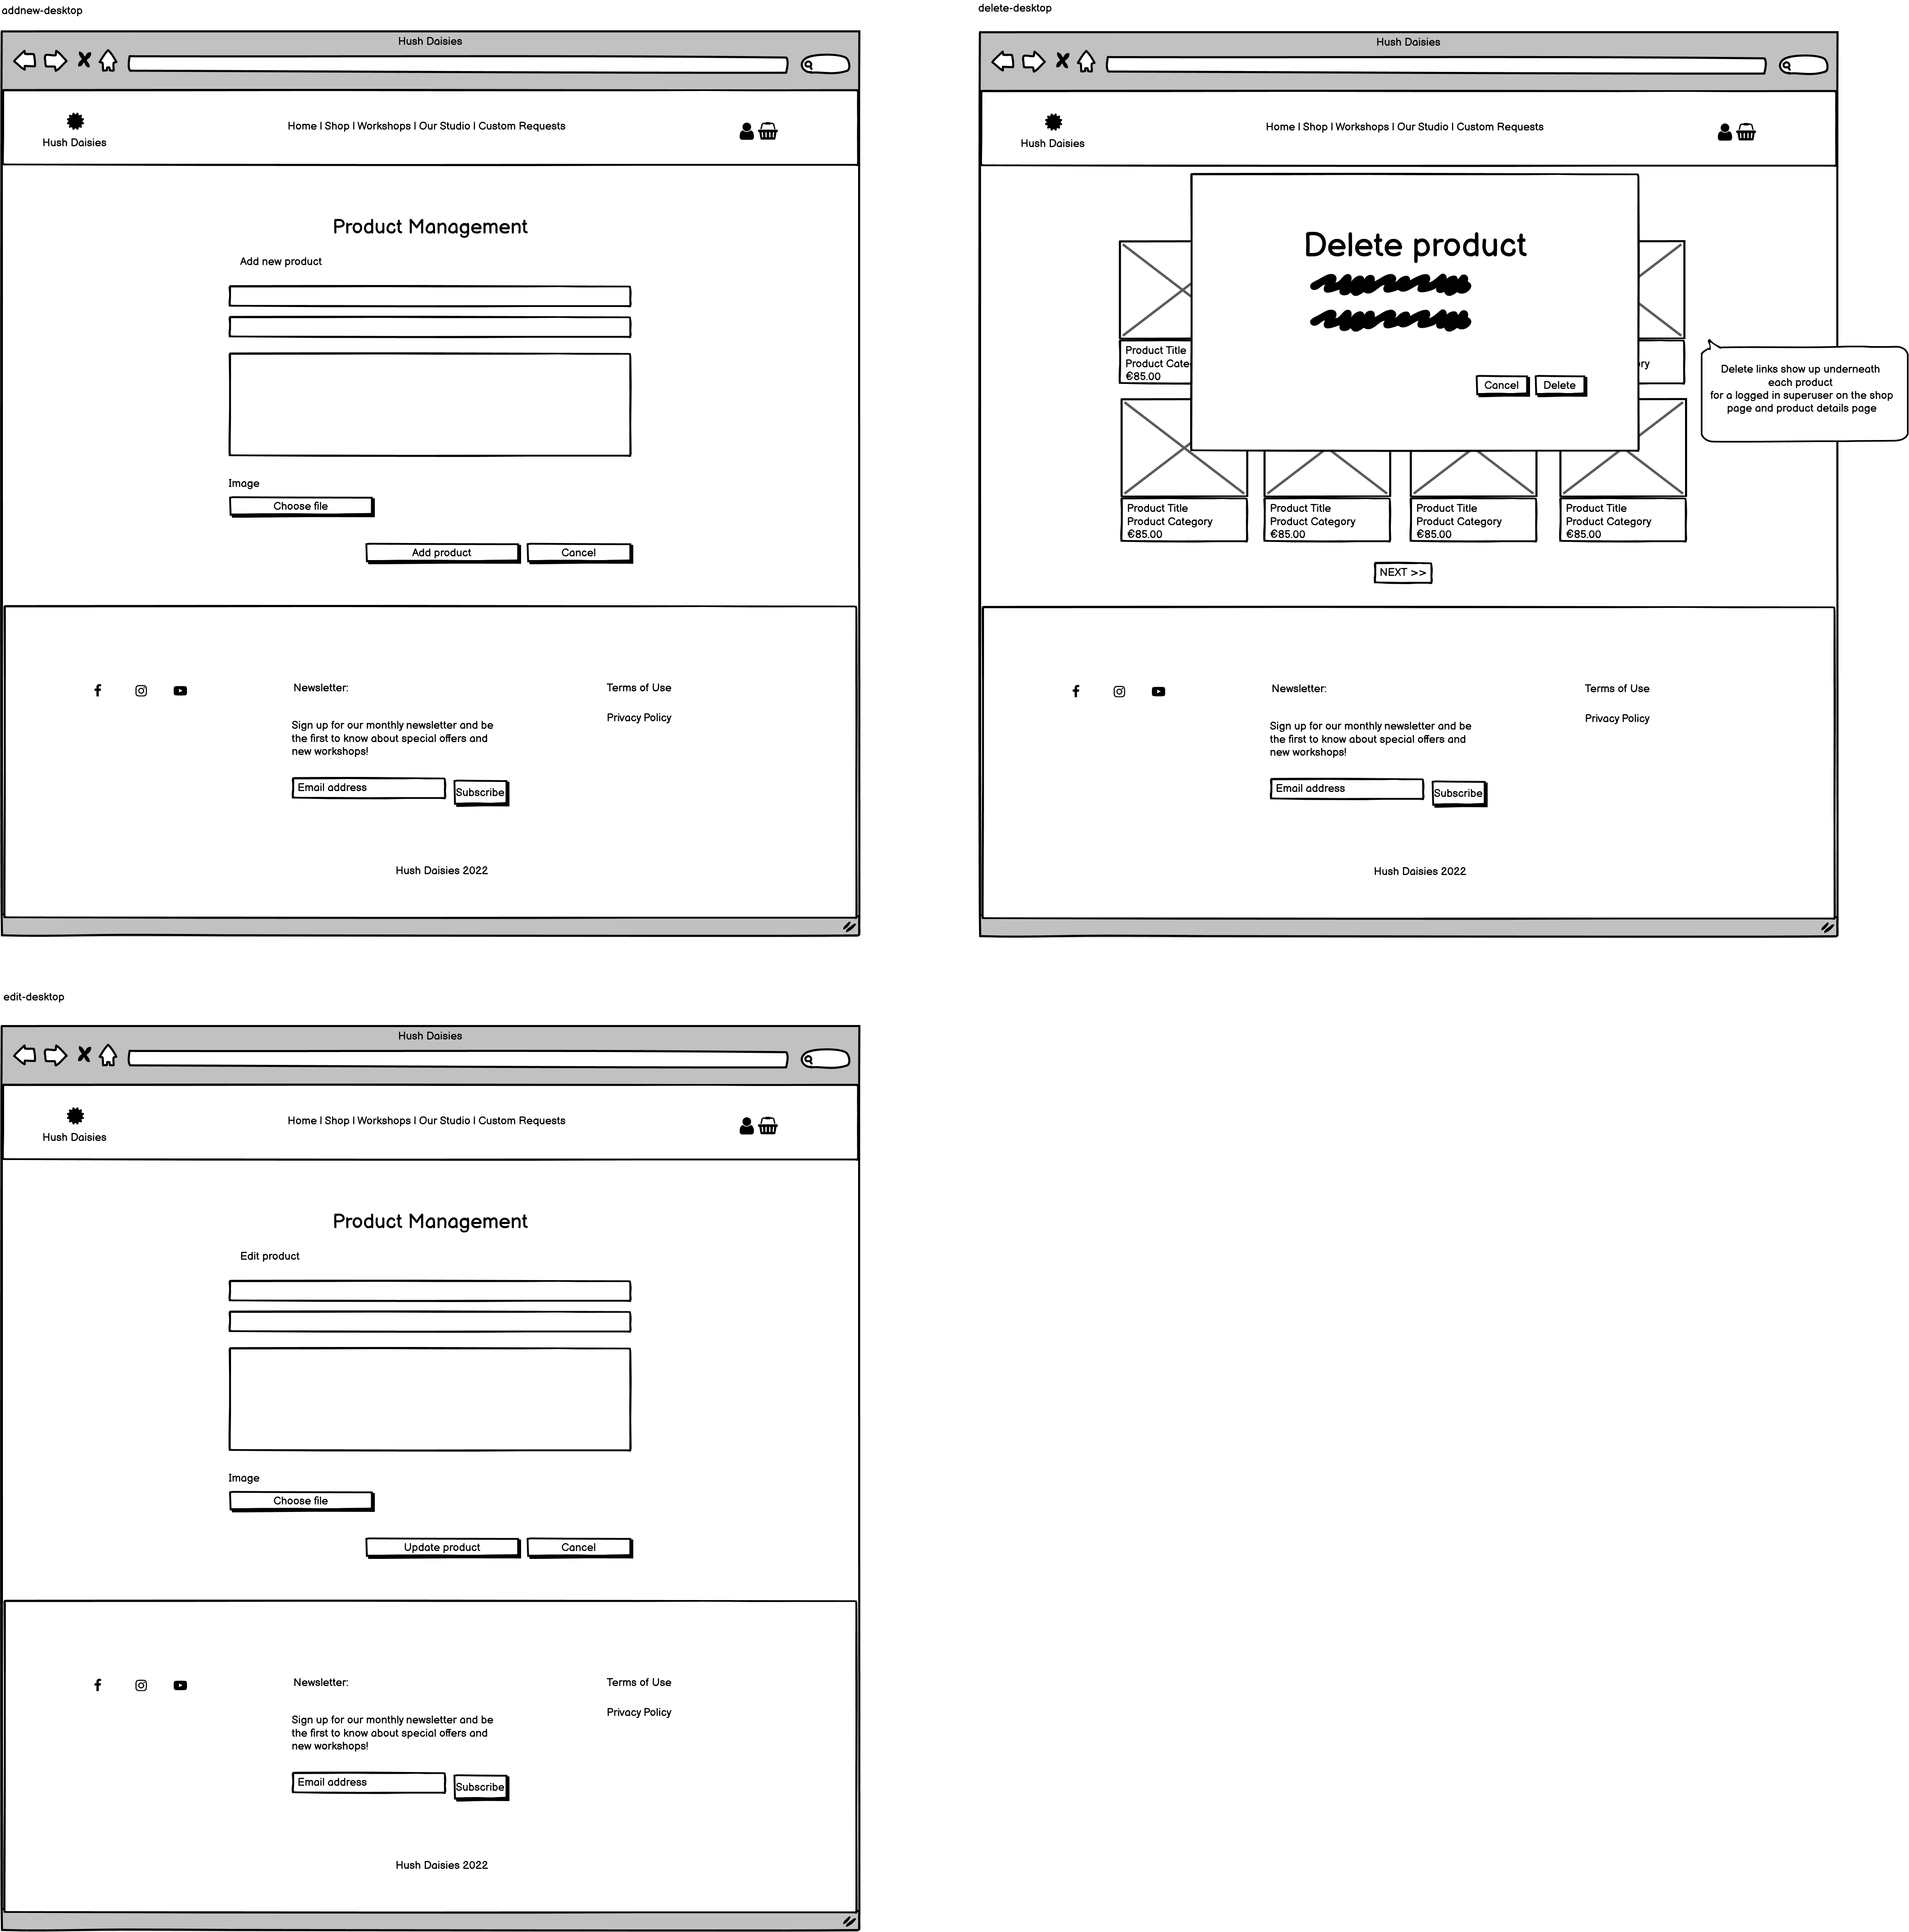 addnew-desktop
Hush Daisies
Hush Daisies
Home | Shop | Workshops | Our Studio | Custom Requests
Product Management
Add new product
Image
Choose file
Add product
Cancel
Newsletter:
Terms of Use
Privacy Policy
Sign up for our monthly newsletter and be
the first to know about special offers and
new workshops!
Email address
Subscribe
Hush Daisies 2022
delete-desktop
Hush Daisies
Hush Daisies
Home | Shop | Workshops | Our Studio | Custom Requests
Delete product
Cancel
Delete
Product Title
Product Cate
€85.00
ry
Delete links show up underneath
each product
for a logged in superuser on the shop
page and product details page
Product Title
Product Category
€85.00
Product Title
Product Category
€85.00
Product Title
Product Category
€85.00
Product Title
Product Category
€85.00
NEXT >>
Newsletter:
Terms of Use
Privacy Policy
Sign up for our monthly newsletter and be
the first to know about special offers and
new workshops!
Email address
Subscribe
Hush Daisies 2022
edit-desktop
Hush Daisies
Hush Daisies
Home | Shop | Workshops | Our Studio | Custom Requests
Product Management
Edit product
Image
Choose file
Update product
Cancel
Newsletter:
Terms of Use
Privacy Policy
Sign up for our monthly newsletter and be
the first to know about special offers and
new workshops!
Email address
Subscribe
Hush Daisies 2022